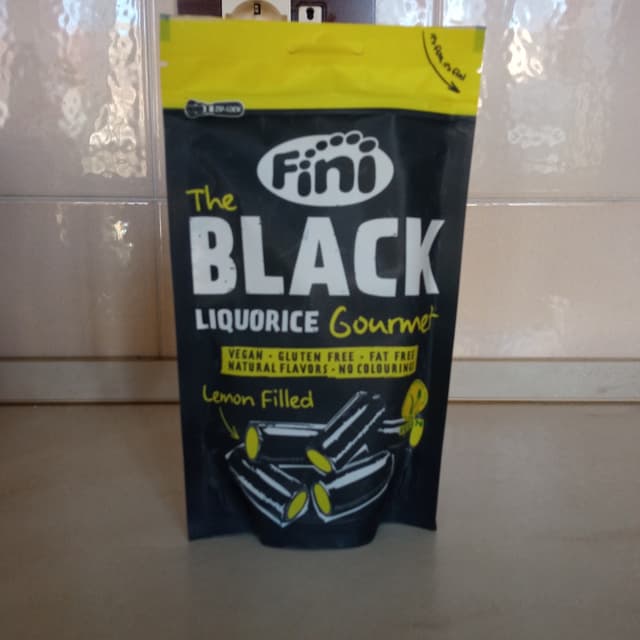 Fini
The
BLACK
LIQUORICE Gourmet
VEGAN · GLUTEN FREE · FAT FREE
NATURAL FLAVORS · NO COLOURING
Lemon Filled